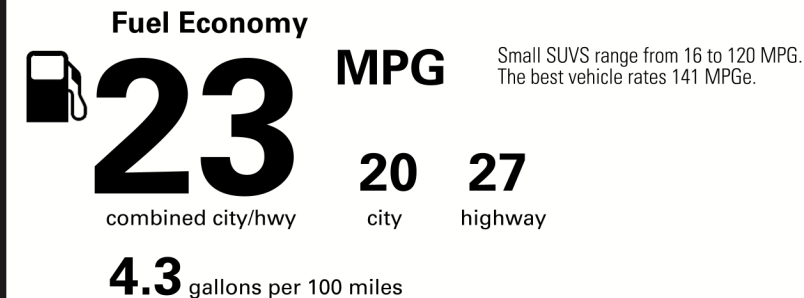 Fuel Economy
23 MPG
Small SUVS range from 16 to 120 MPG.
The best vehicle rates 141 MPGe.
20 27
combined city/hwy city highway
4.3 gallons per 100 miles